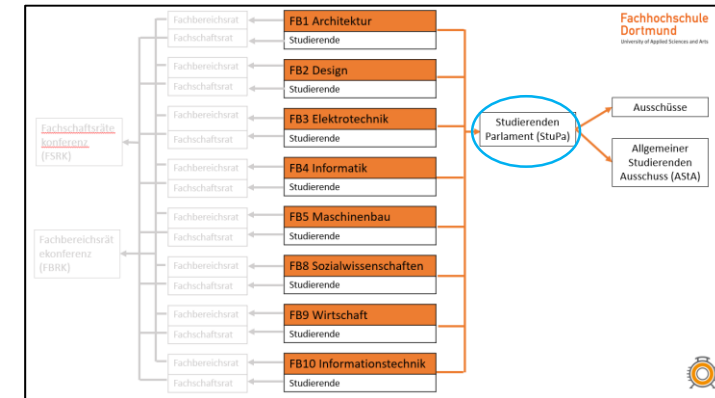 Fachhochschule
Dortmund
University of Applied Sciences and Arts
Fachschaftsräte
konferenz
(FSRK)
Fachbereichsrät
ekonferenz
(FBRK)
Fachbereichsrat
Fachschaftsrat
FB1 Architektur
Studierende
Fachbereichsrat
Fachschaftsrat
FB2 Design
Studierende
Fachbereichsrat
Fachschaftsrat
FB3 Elektrotechnik
Studierende
Fachbereichsrat
Fachschaftsrat
FB4 Informatik
Studierende
Fachbereichsrat
Fachschaftsrat
FB5 Maschinenbau
Studierende
Fachbereichsrat
Fachschaftsrat
FB8 Sozialwissenschaften
Studierende
Fachbereichsrat
Fachschaftsrat
FB9 Wirtschaft
Studierende
Fachbereichsrat
Fachschaftsrat
FB10 Informationstechnik
Studierende
Studierenden
Parlament (StuPa)
Ausschüsse
Allgemeiner
Studierenden
Ausschuss (AStA)